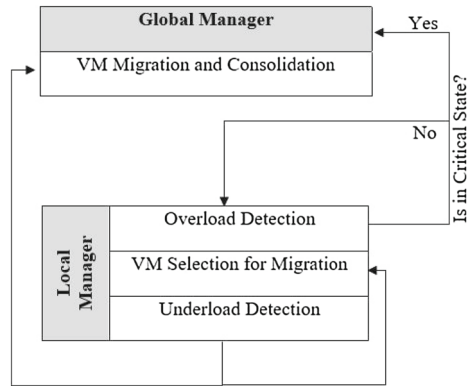 Global Manager
Yes
VM Migration and Consolidation
Is in Critical State?
No
Local
Manager
Overload Detection
VM Selection for Migration
Underload Detection